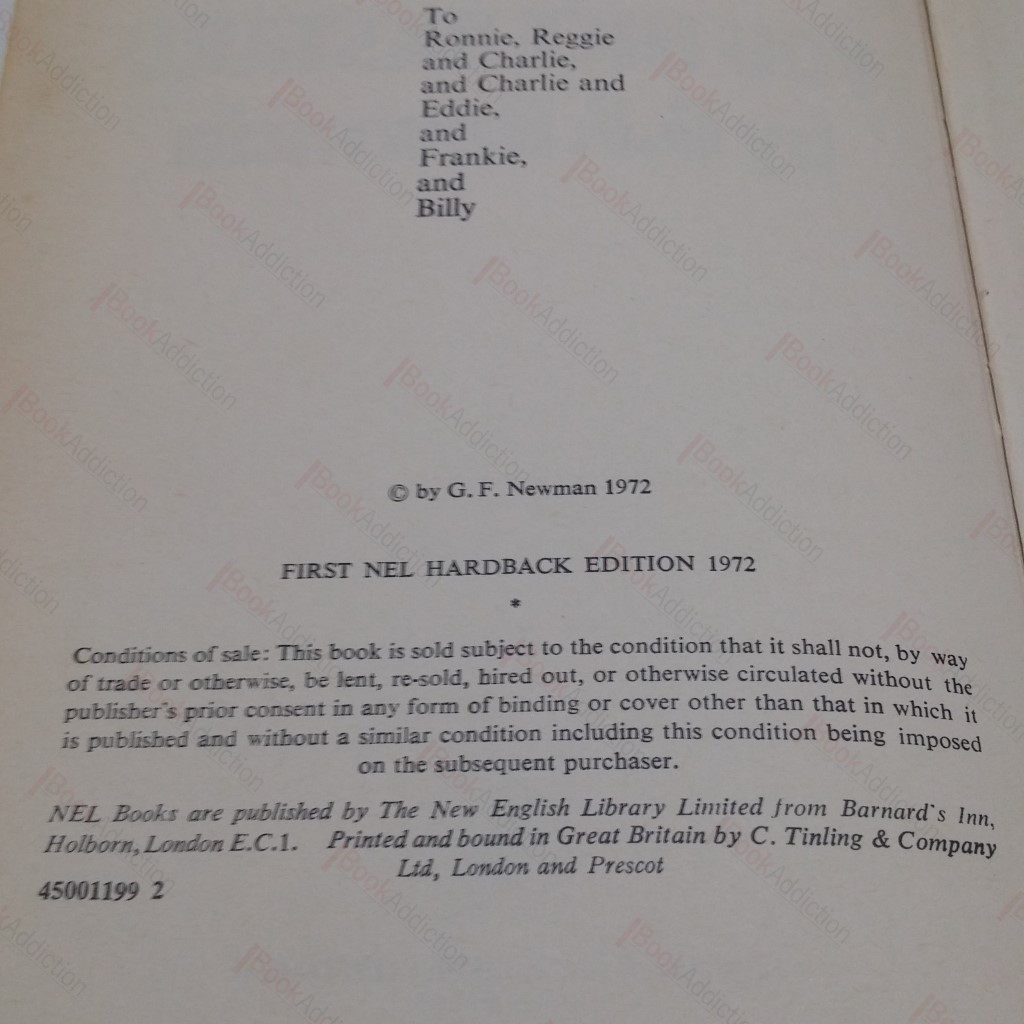 To
Ronnie, Reggie
and Charlie,
and Charlie and
Eddie,
and
Frankie,
and
Billy
© by G. F. Newman 1972
FIRST NEL HARDBACK EDITION 1972
*
Conditions of sale: This book is sold subject to the condition that it shall not, by way
of trade or otherwise, be lent, re-sold, hired out, or otherwise circulated without the
publisher's prior consent in any form of binding or cover other than that in which it
is published and without a similar condition including this condition being imposed
on the subsequent purchaser.
NEL Books are published by The New English Library Limited from Barnard's Inn,
Holborn, London E.C.1. Printed and bound in Great Britain by C. Tinling & Company
Ltd, London and Prescot
45001199 2
BookAddiction